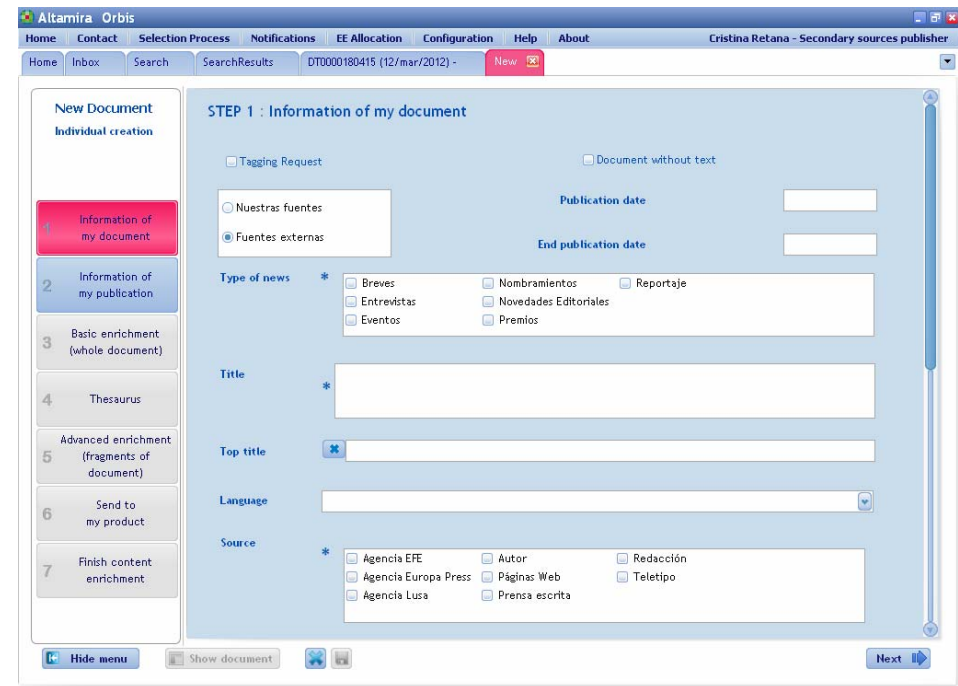 Altamira Orbis
Home Contact Selection Process Notifications EE Allocation Configuration Help About Cristina Retana - Secondary sources publisher
Home Inbox Search SearchResults DT0000180415 (12/mar/2012) - New
New Document
Individual creation
1 Information of
my document
2 Information of
my publication
3 Basic enrichment
(whole document)
4 Thesaurus
5 Advanced enrichment
(fragments of
document)
6 Send to
my product
7 Finish content
enrichment
STEP 1 : Information of my document
Tagging Request Document without text
Nuestras fuentes
Fuentes externas
Publication date
End publication date
Type of news *
Breves Nombramientos Reportaje
Entrevistas Novedades Editoriales
Eventos Premios
Title *
Top title
Language
Source *
Agencia EFE Autor Redacción
Agencia Europa Press Páginas Web Teletipo
Agencia Lusa Prensa escrita
Hide menu Show document Next